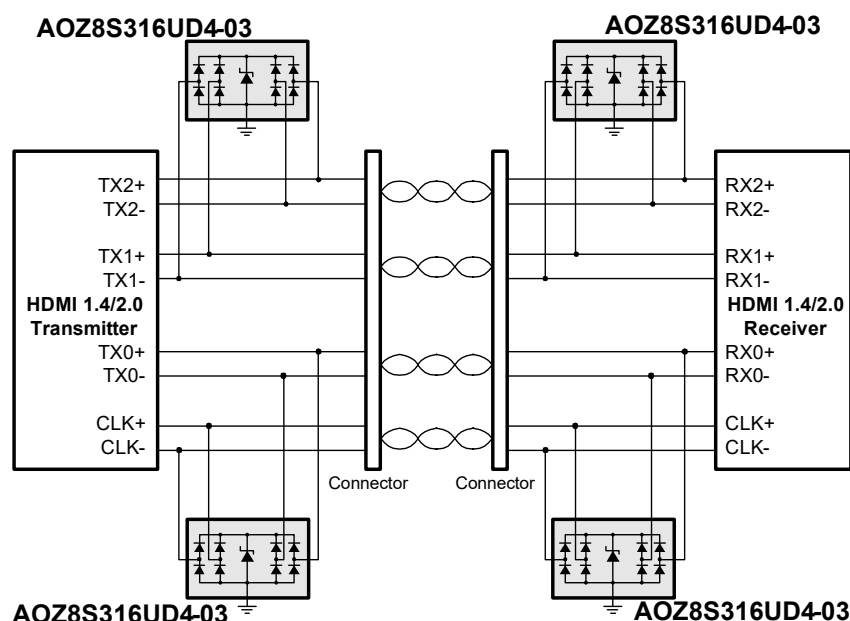 AOZ8S316UD4-03
AOZ8S316UD4-03
TX2+
TX2-
TX1+
TX1-
HDMI 1.4/2.0
Transmitter
TX0+
TX0-
CLK+
CLK-
RX2+
RX2-
RX1+
RX1-
HDMI 1.4/2.0
Receiver
RX0+
RX0-
CLK+
CLK-
Connector
Connector
AOZ8S316UD4-03
AOZ8S316UD4-03